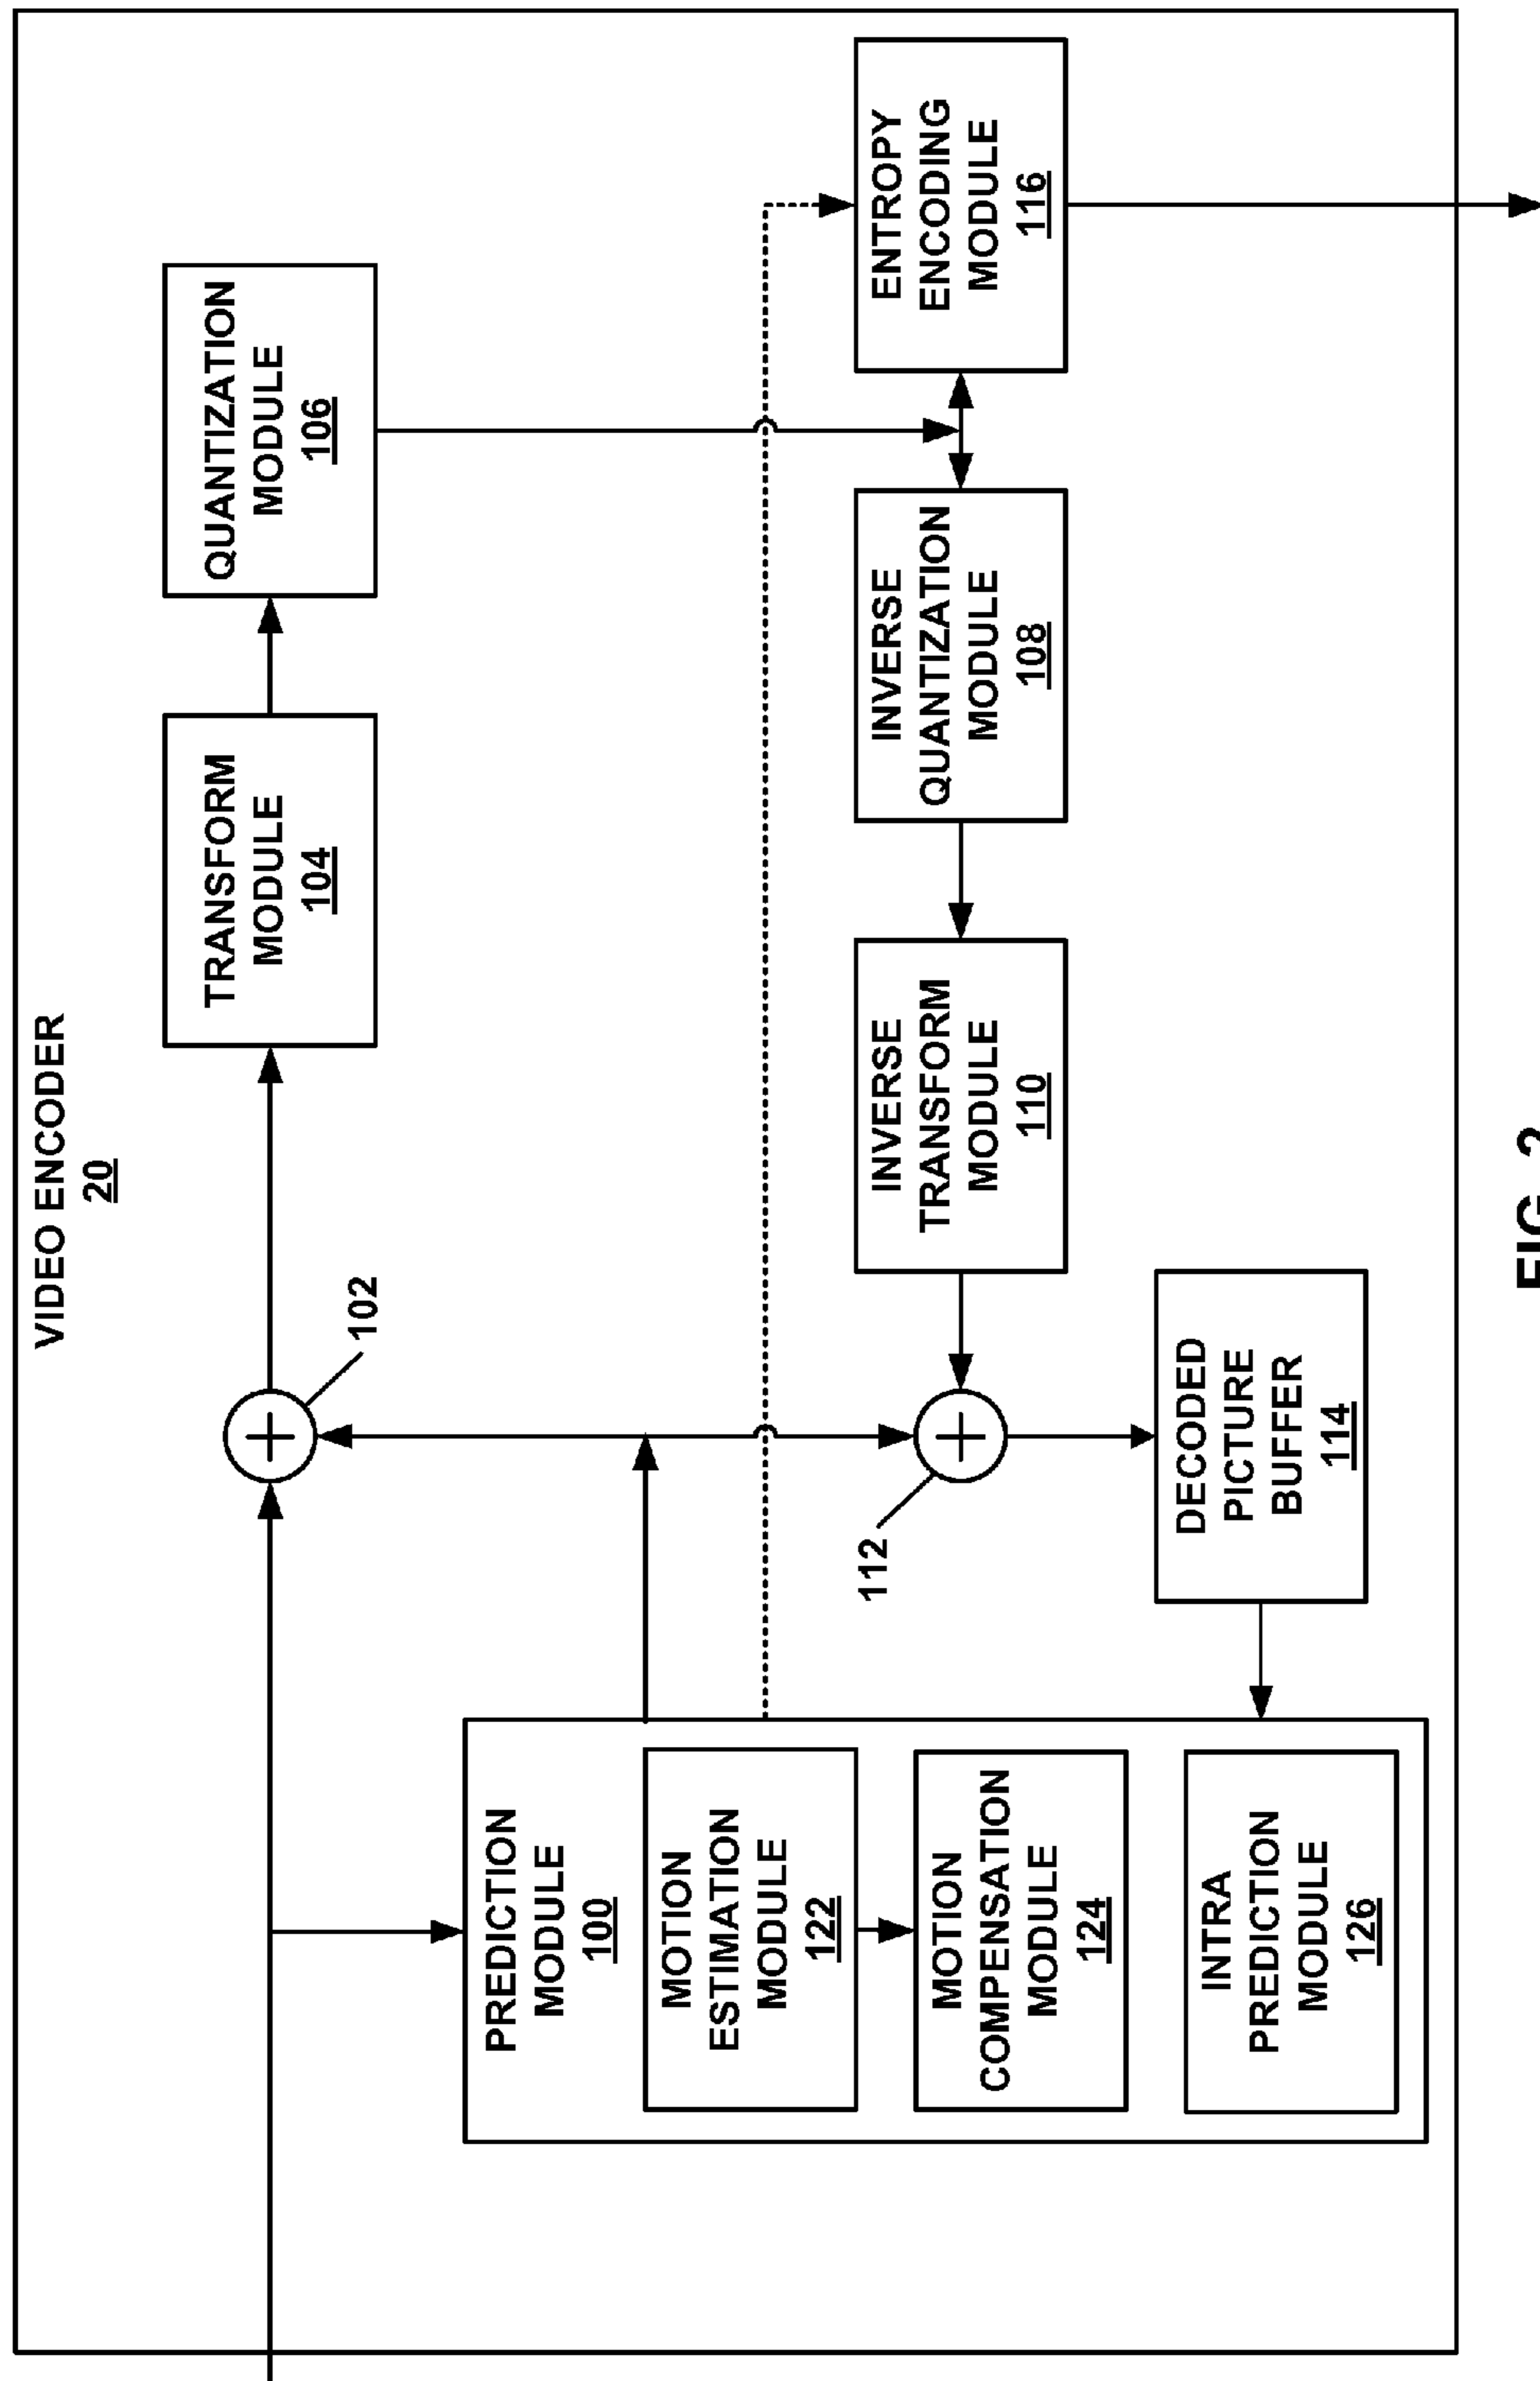 VIDEO ENCODER
20
PREDICTION
MODULE
100
MOTION
ESTIMATION
MODULE
122
MOTION
COMPENSATION
MODULE
124
INTRA
PREDICTION
MODULE
126
102
TRANSFORM
MODULE
104
QUANTIZATION
MODULE
106
112
INVERSE
TRANSFORM
MODULE
110
INVERSE
QUANTIZATION
MODULE
108
ENTROPY
ENCODING
MODULE
116
DECODED
PICTURE
BUFFER
114
FIG. 2